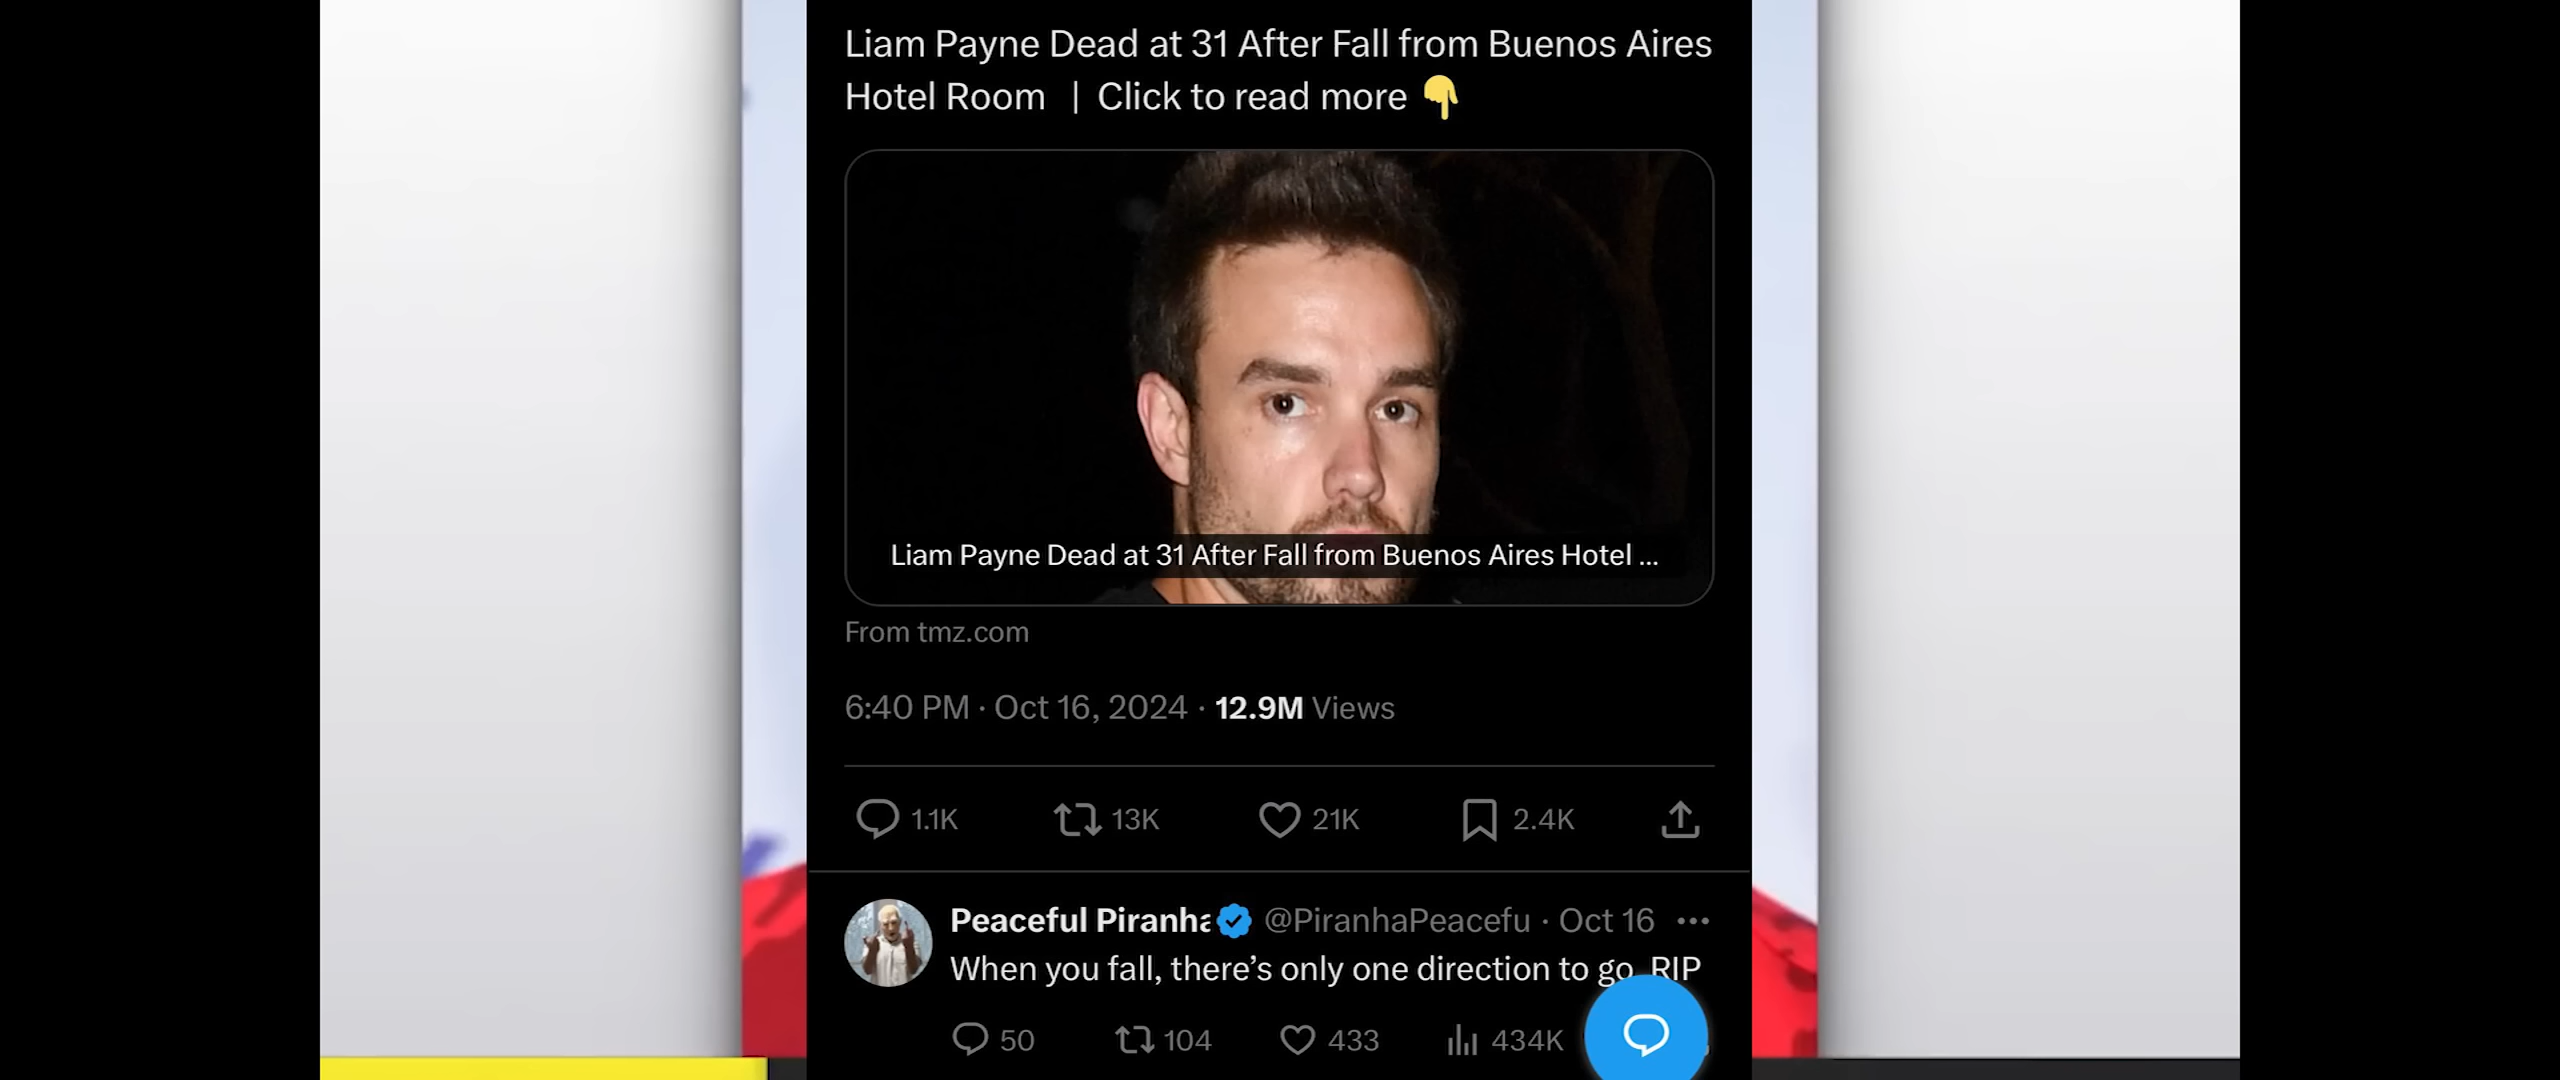 Liam Payne Dead at 31 After Fall from Buenos Aires
Hotel Room | Click to read more 👇
Liam Payne Dead at 31 After Fall from Buenos Aires Hotel ...
From tmz.com
6:40 PM · Oct 16, 2024 · 12.9M Views
1.1K 13K 21K 2.4K
Peaceful Piranha @PiranhaPeacefu · Oct 16
When you fall, there’s only one direction to go RIP
50 104 433 434K